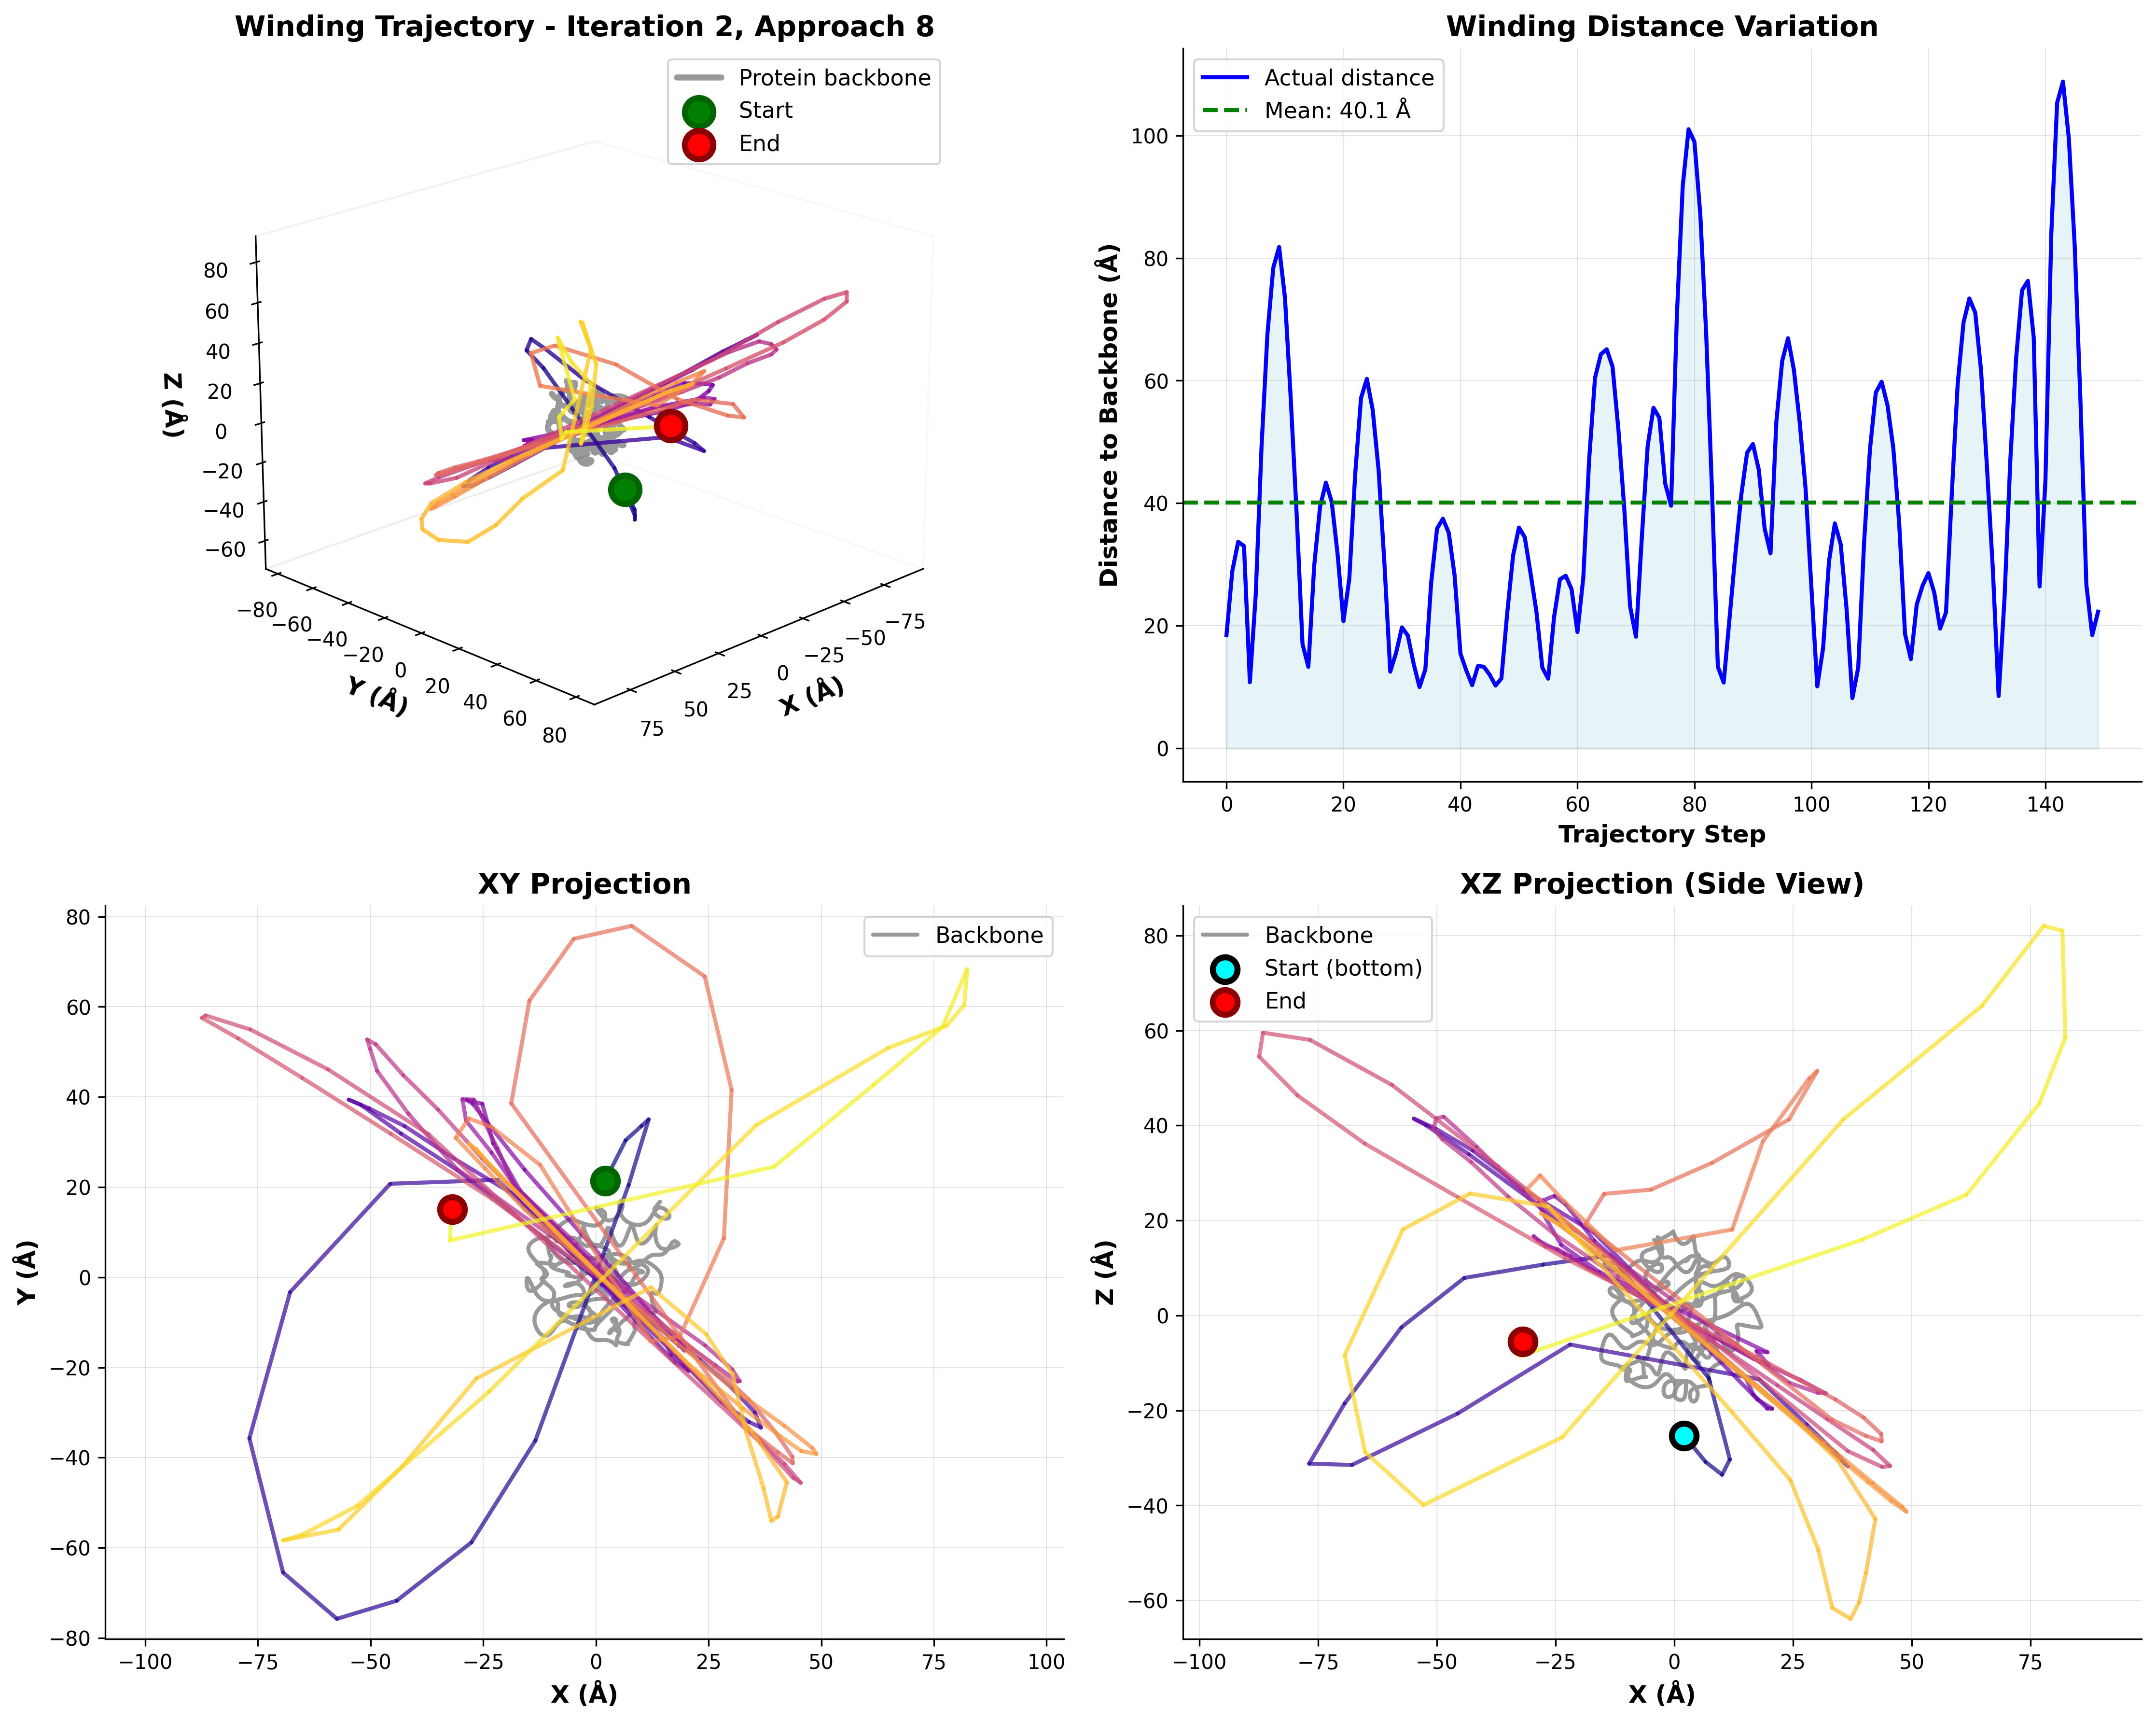 Winding Trajectory - Iteration 2, Approach 8
Protein backbone
Start
End
Z (Å)
80
60
40
20
0
−20
−40
−60
−80
−60
−40
−20
0
20
40
60
80
Y (Å)
75
50
25
0
−25
−50
−75
X (Å)
Winding Distance Variation
Actual distance
Mean: 40.1 Å
Distance to Backbone (Å)
100
80
60
40
20
0
0 20 40 60 80 100 120 140
Trajectory Step
XY Projection
Backbone
Y (Å)
80
60
40
20
0
−20
−40
−60
−80
−100 −75 −50 −25 0 25 50 75 100
X (Å)
XZ Projection (Side View)
Backbone
Start (bottom)
End
Z (Å)
80
60
40
20
0
−20
−40
−60
−100 −75 −50 −25 0 25 50 75
X (Å)